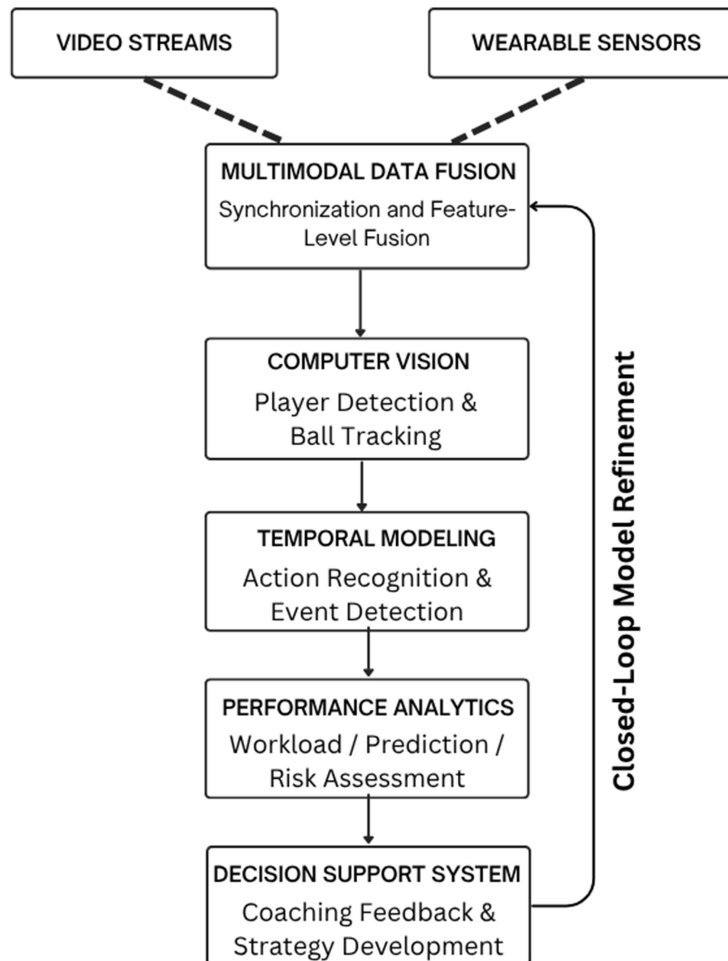 VIDEO STREAMS
WEARABLE SENSORS
MULTIMODAL DATA FUSION
Synchronization and Feature-
Level Fusion
COMPUTER VISION
Player Detection &
Ball Tracking
TEMPORAL MODELING
Action Recognition &
Event Detection
PERFORMANCE ANALYTICS
Workload / Prediction /
Risk Assessment
DECISION SUPPORT SYSTEM
Coaching Feedback &
Strategy Development
Closed-Loop Model Refinement